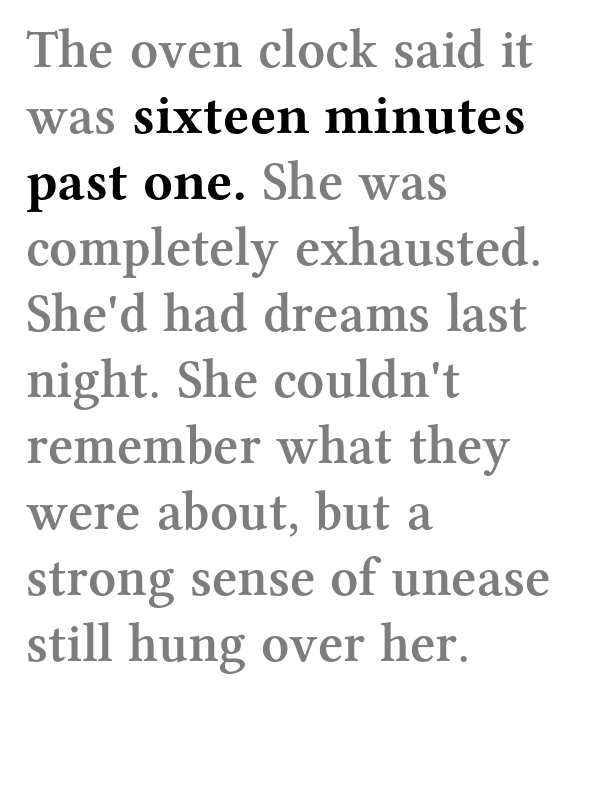 The oven clock said it
was sixteen minutes
past one. She was
completely exhausted.
She'd had dreams last
night. She couldn't
remember what they
were about, but a
strong sense of unease
still hung over her.